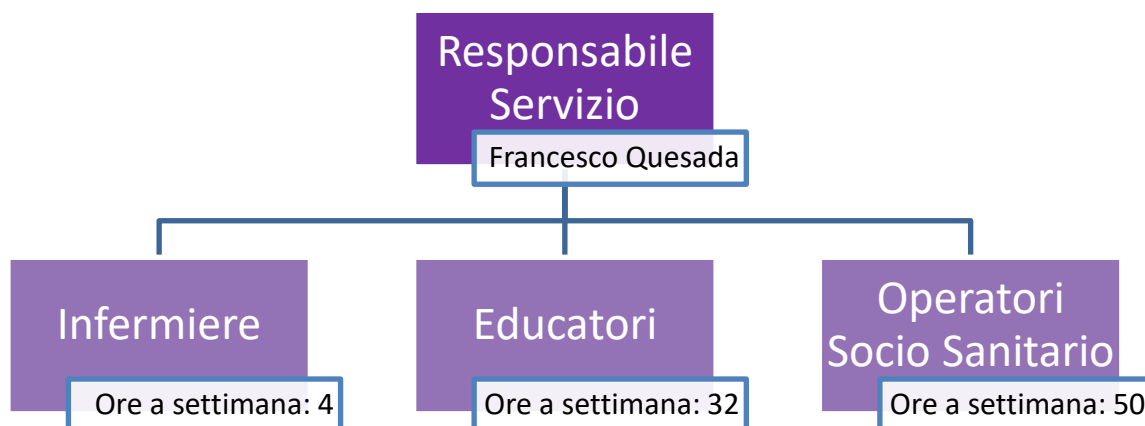 Responsabile
Servizio
Francesco Quesada
Infermiere
Ore a settimana: 4
Educatori
Ore a settimana: 32
Operatori
Socio Sanitario
Ore a settimana: 50